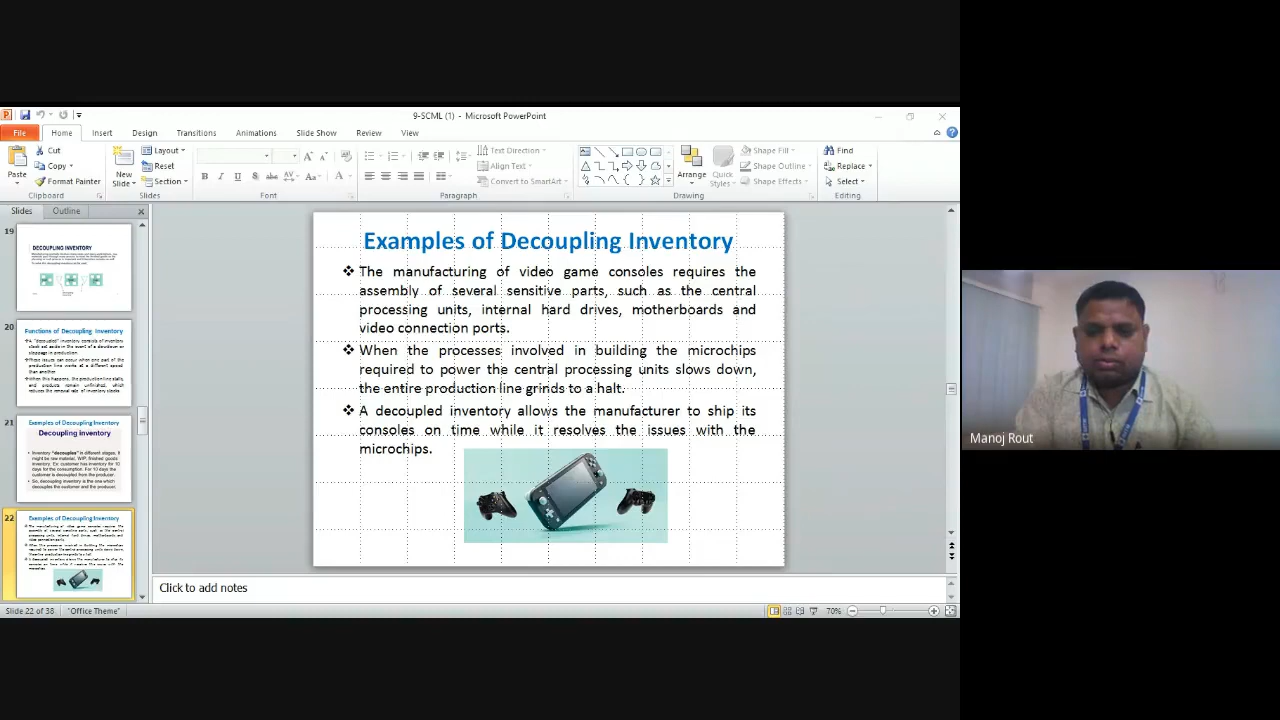 9-SCML (1) - Microsoft PowerPoint
File Home Insert Design Transitions Animations Slide Show Review View
Paste
Cut
Copy
Format Painter
Clipboard
New
Slide
Layout
Reset
Section
Slides
Font
Text Direction
Align Text
Convert to SmartArt
Paragraph
Arrange
Quick
Styles
Shape Fill
Shape Outline
Shape Effects
Drawing
Find
Replace
Select
Editing
Slides Outline
19
DECOUPLING INVENTORY
20
Functions of Decoupling Inventory
21
Examples of Decoupling Inventory
Decoupling Inventory
22
Examples of Decoupling Inventory
Examples of Decoupling Inventory
❖ The manufacturing of video game consoles requires the
assembly of several sensitive parts, such as the central
processing units, internal hard drives, motherboards and
video connection ports.
❖ When the processes involved in building the microchips
required to power the central processing units slows down,
the entire production line grinds to a halt.
❖ A decoupled inventory allows the manufacturer to ship its
consoles on time while it resolves the issues with the
microchips.
Click to add notes
Slide 22 of 38 "Office Theme" 70%
Manoj Rout